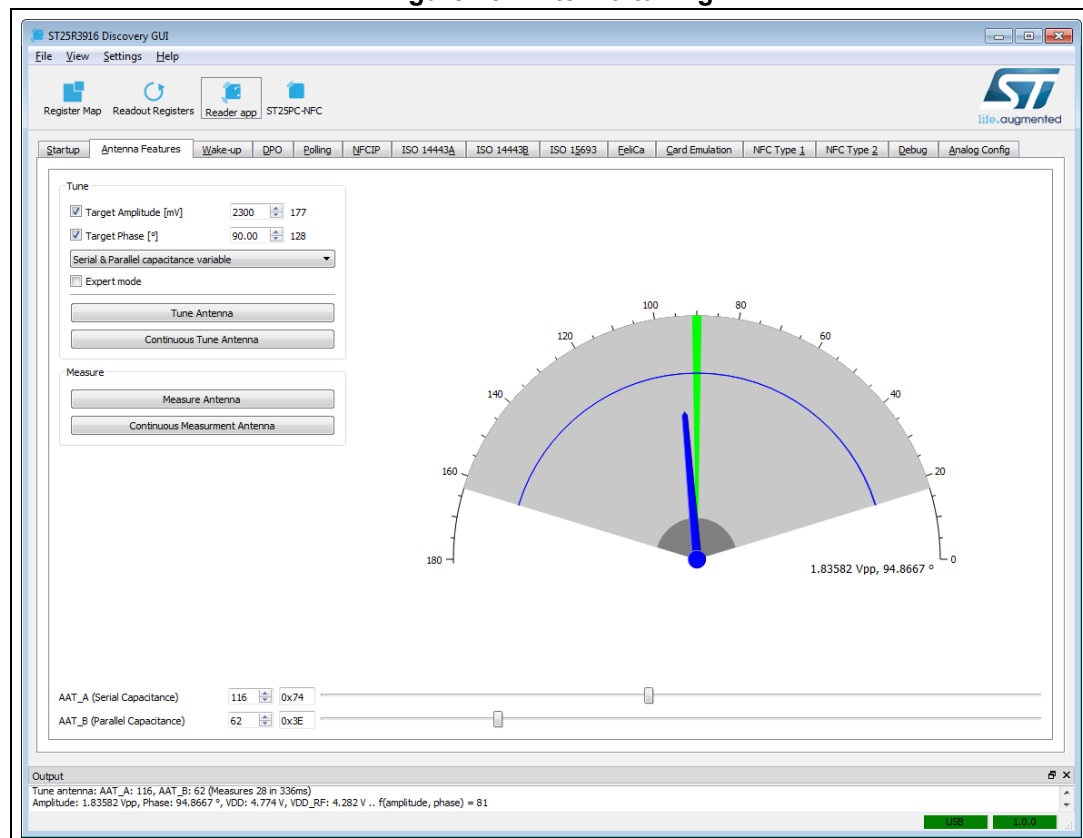 ST25R3916 Discovery GUI
File View Settings Help
Register Map Readout Registers Reader app ST25PC-NFC
life.augmented
Startup Antenna Features Wake-up DPO Polling NFCIP ISO 14443A ISO 14443B ISO 15693 FeliCa Card Emulation NFC Type 1 NFC Type 2 Debug Analog Config
Tune
Target Amplitude [mV] 2300 177
Target Phase [°] 90.00 128
Serial & Parallel capacitance variable
Expert mode
Tune Antenna
Continuous Tune Antenna
Measure
Measure Antenna
Continuous Measurment Antenna
100 80
120 60
140 40
160 20
180 0
1.83582 Vpp, 94.8667 °
AAT_A (Serial Capacitance) 116 0x74
AAT_B (Parallel Capacitance) 62 0x3E
Output
Tune antenna: AAT_A: 116, AAT_B: 62 (Measures 28 in 336ms)
Amplitude: 1.83582 Vpp, Phase: 94.8667 °, VDD: 4.774 V, VDD_RF: 4.282 V .. f(amplitude, phase) = 81
USB 1.0.0